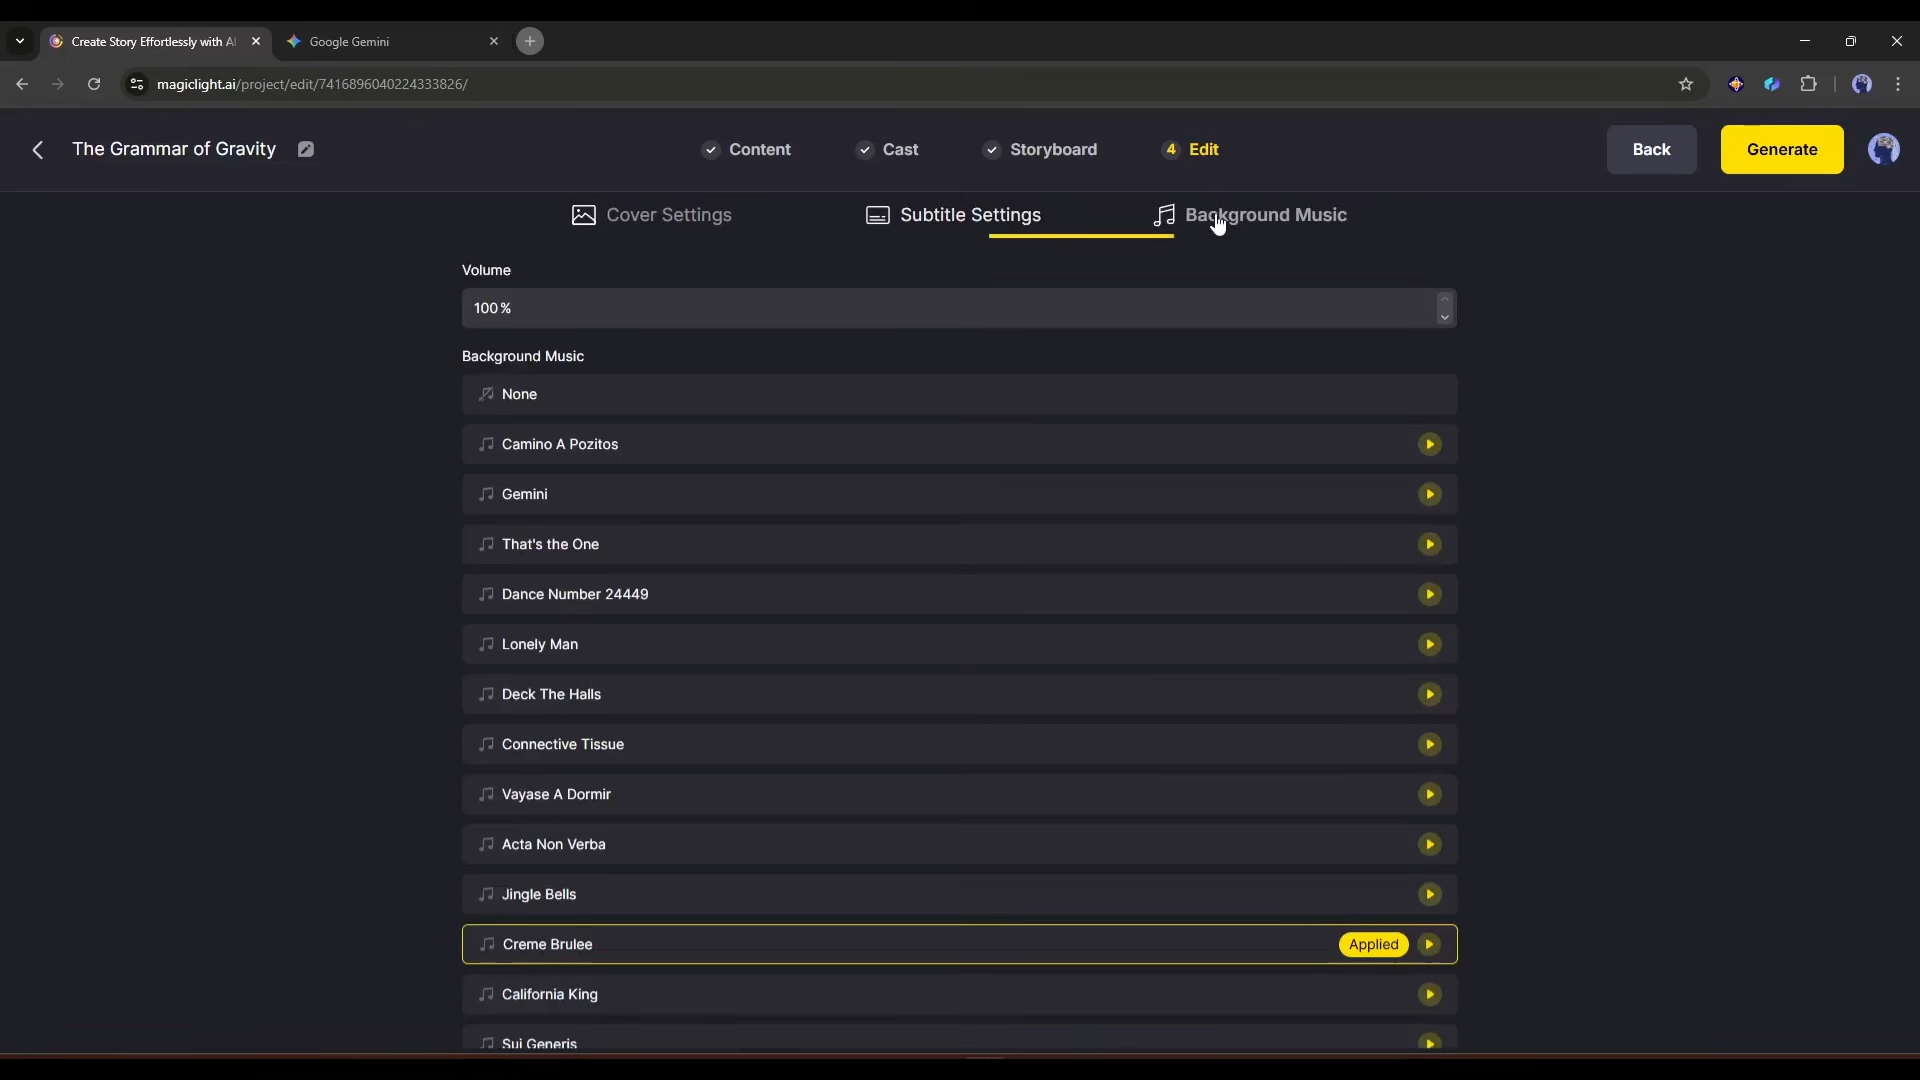 Create Story Effortlessly with AI
Google Gemini
magiclight.ai/project/edit/7416896040224333826/
The Grammar of Gravity
Content
Cast
Storyboard
4 Edit
Back
Generate
Cover Settings
Subtitle Settings
Background Music
Volume
100%
Background Music
None
Camino A Pozitos
Gemini
That's the One
Dance Number 24449
Lonely Man
Deck The Halls
Connective Tissue
Vayase A Dormir
Acta Non Verba
Jingle Bells
Creme Brulee
Applied
California King
Sui Generis